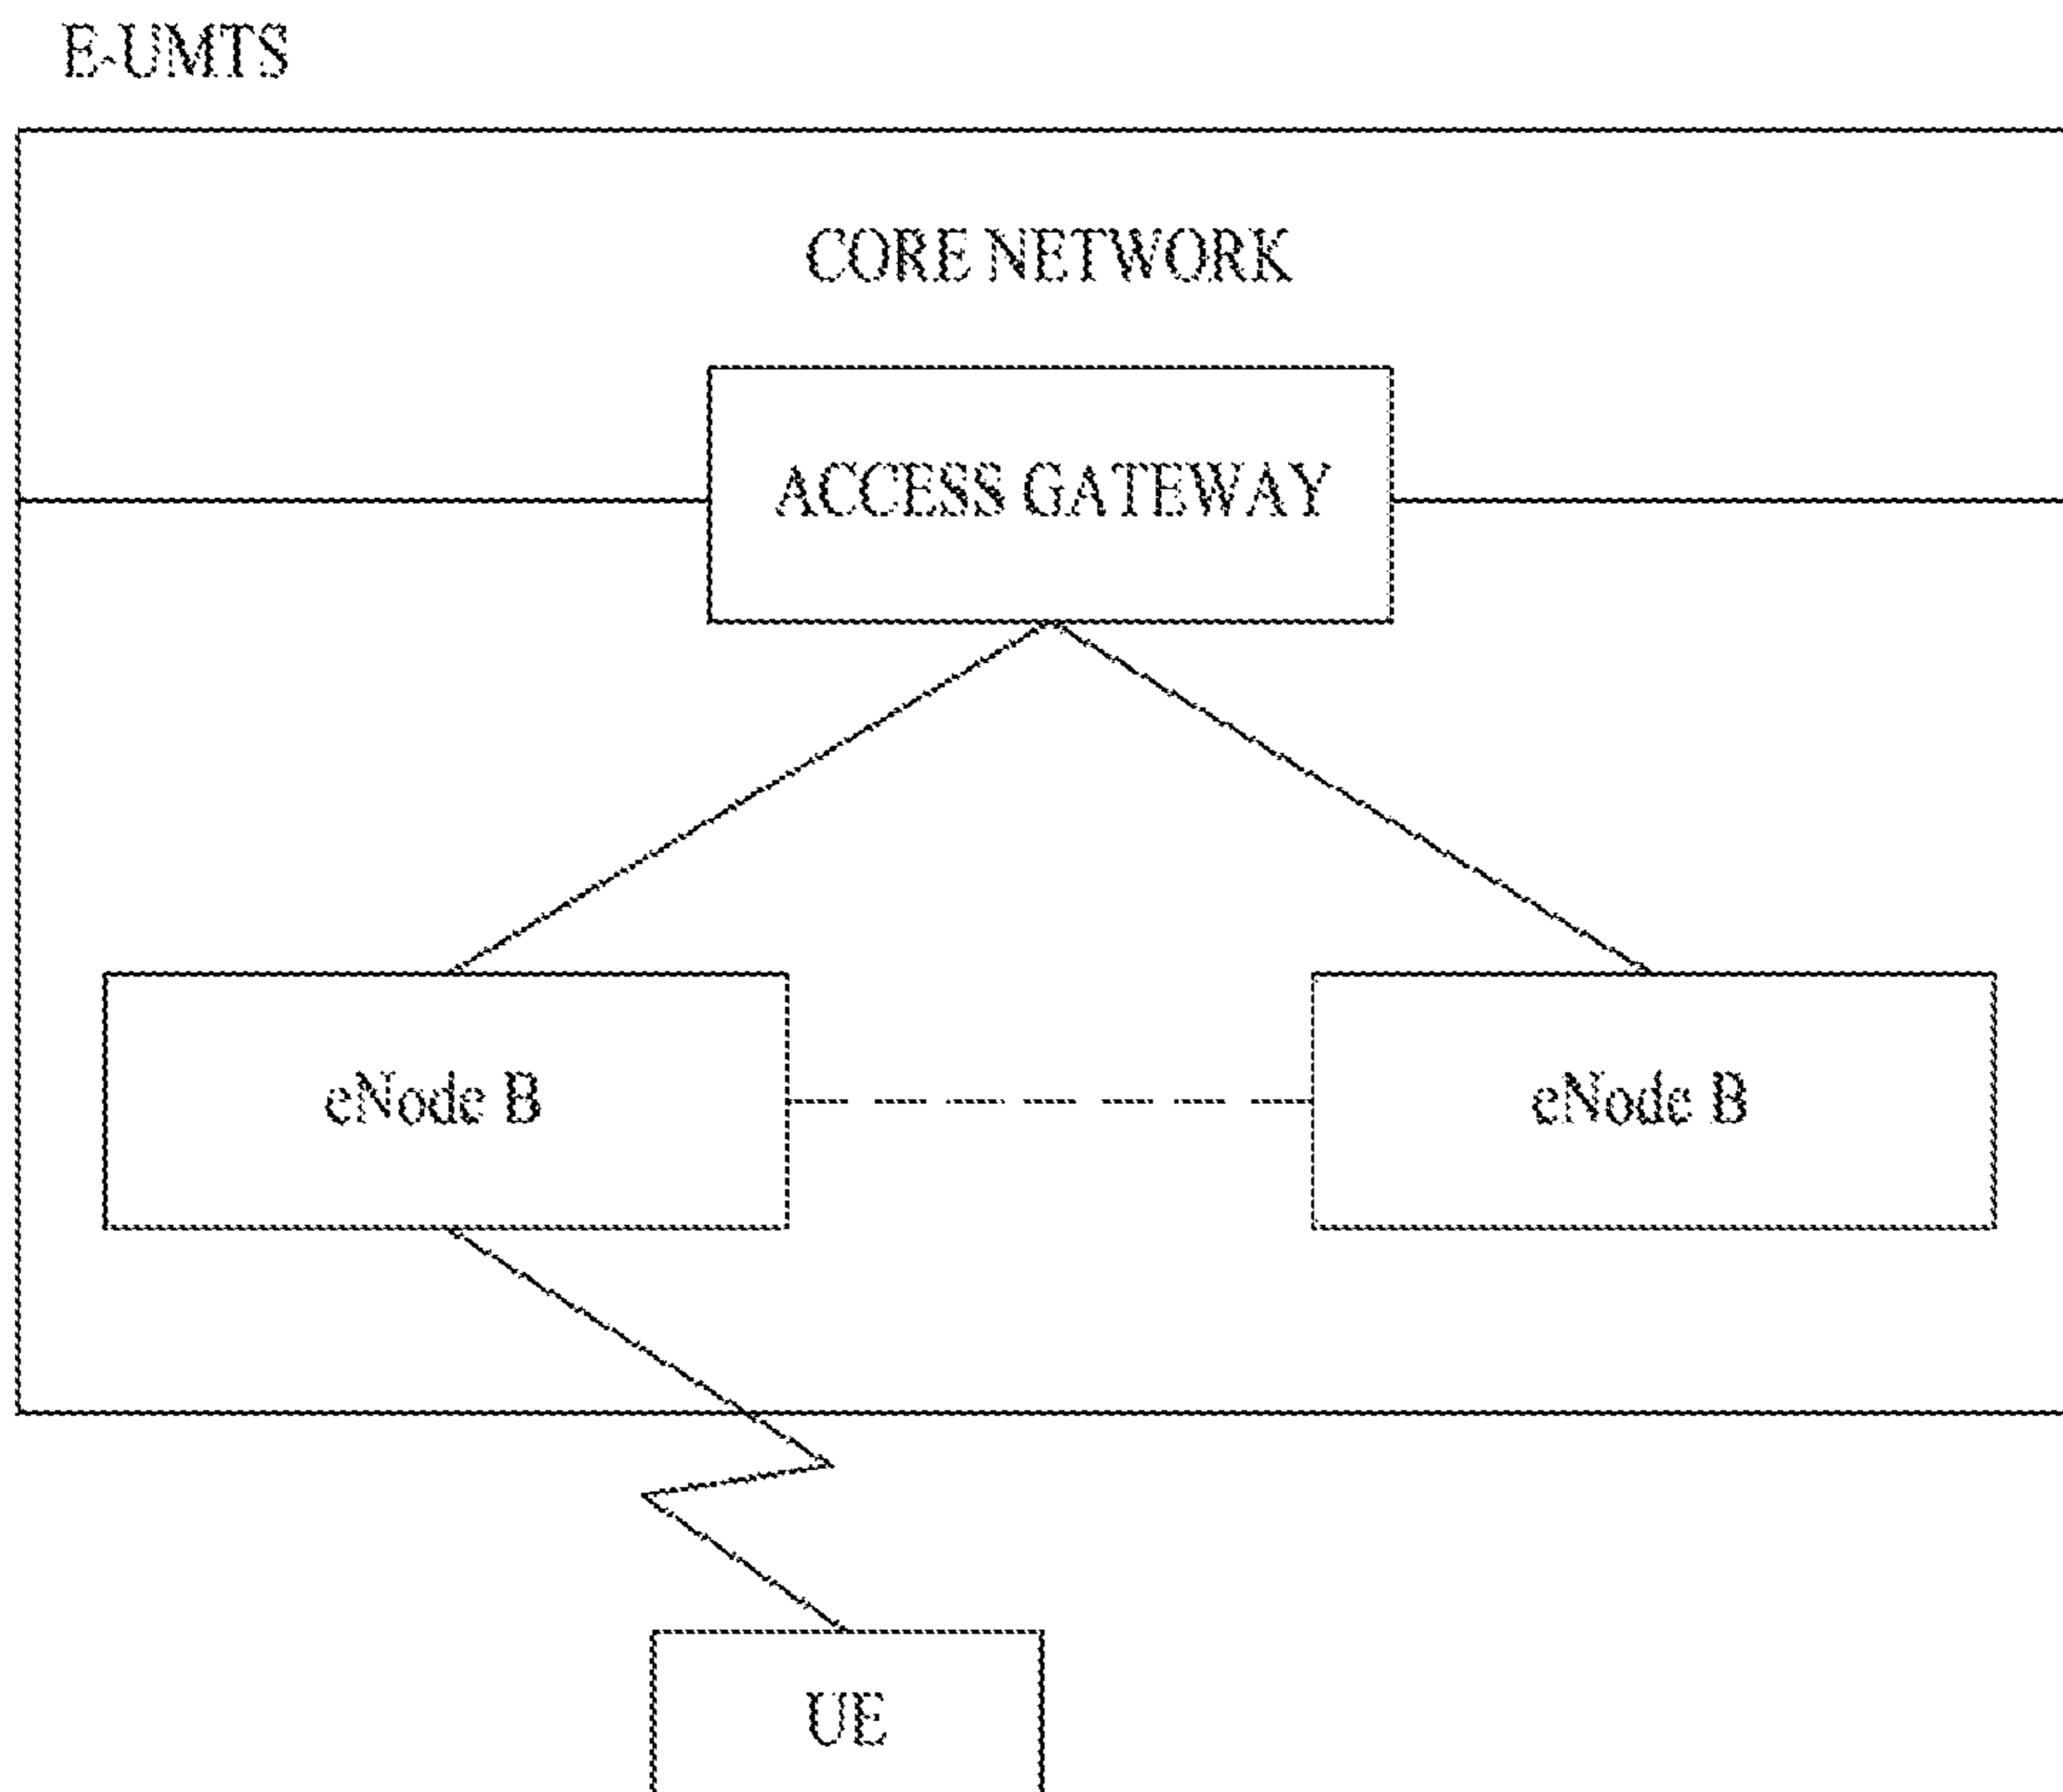 E-UMTS
CORE NETWORK
ACCESS GATEWAY
eNode B
eNode B
UE